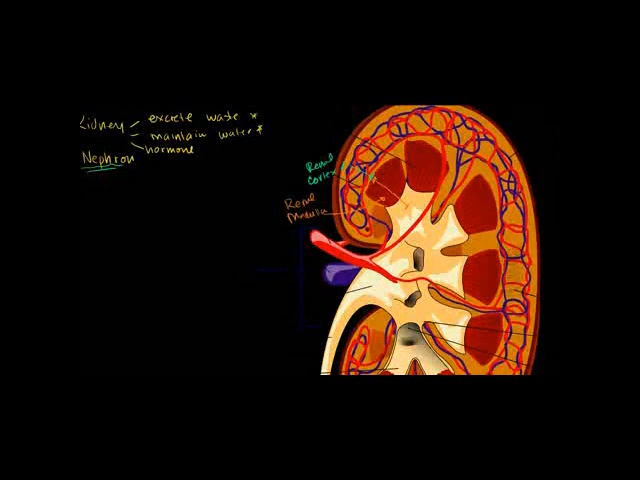 Kidney
excrete waste *
maintain water *
hormone
Nephron
Renal
Cortex
Renal
Medulla